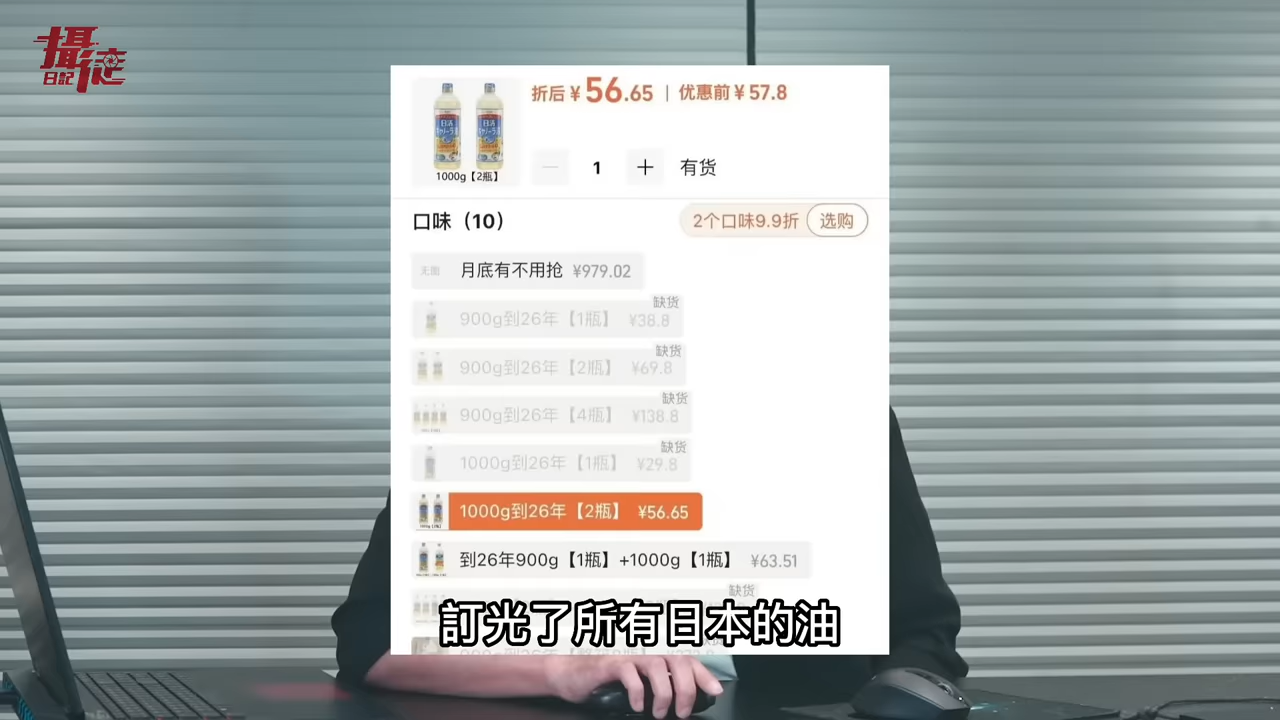 攝徒
日記
折后¥56.65 | 优惠前¥57.8
1000g【2瓶】
1
有货
口味（10）
2个口味9.9折
选购
无图
月底有不用抢 ¥979.02
缺货
900g到26年【1瓶】 ¥38.8
缺货
900g到26年【2瓶】 ¥69.8
缺货
900g到26年【4瓶】 ¥138.8
缺货
1000g到26年【1瓶】 ¥29.8
1000g到26年【2瓶】 ¥56.65
到26年900g【1瓶】+1000g【1瓶】 ¥63.51
缺货
訂光了所有日本的油